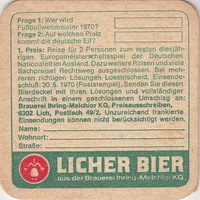 Frage 1: Wer wird
Fußballweltmeister 1970?
Frage 2: Auf welchen Platz
kommt die deutsche Elf?
1. Preis: Reise für 2 Personen zum ersten diesjäh-
rigen Europameisterschaftsspiel der Deutschen
Nationalelf ins Ausland. Dazu weitere Reisen und viele
Sachpreise! Rechtsweg ausgeschlossen. Bei meh-
reren richtigen Lösungen Losentscheid. Einsende-
schluß: 30. 5. 1970 (Poststempel). Senden Sie diesen
Bierdeckel mit Ihren Lösungen und vollständiger
Anschrift in einem geschlossenen Umschlag an:
Brauerei Ihring-Melchior KG, Preisausschreiben,
6302 Lich, Postfach 49/2. Unzureichend frankierte
Einsendungen können nicht berücksichtigt werden.
Name:
Wohnort:
Straße:
LICHER BIER
aus der Brauerei Ihring-Melchior KG.